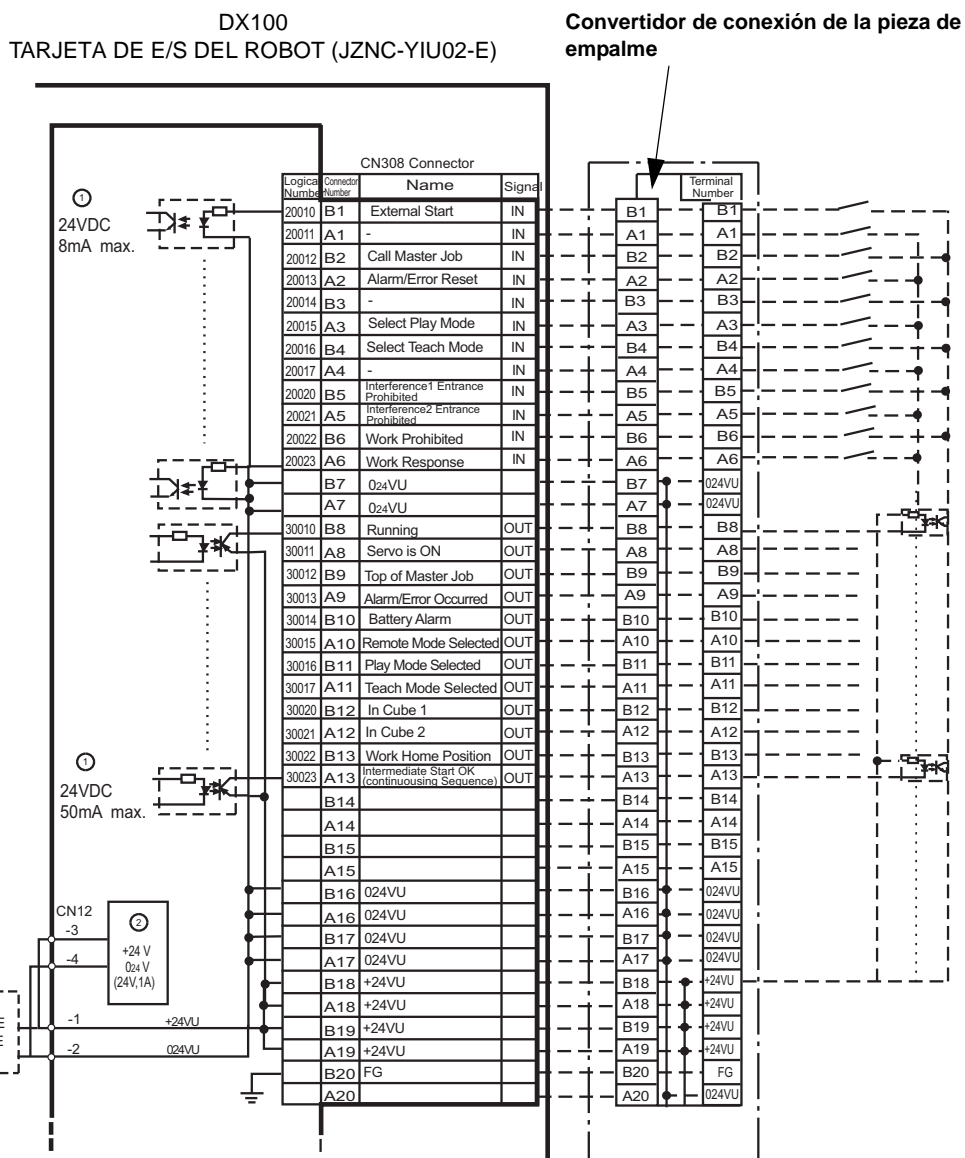 DX100
TARJETA DE E/S DEL ROBOT (JZNC-YIU02-E)
Convertidor de conexión de la pieza de
empalme
CN308 Connector
Logical Number Connector Number Name Signal
Terminal Number
①
24VDC
8mA max.
20010 B1 External Start IN B1 B1
20011 A1 - IN A1 A1
20012 B2 Call Master Job IN B2 B2
20013 A2 Alarm/Error Reset IN A2 A2
20014 B3 - IN B3 B3
20015 A3 Select Play Mode IN A3 A3
20016 B4 Select Teach Mode IN B4 B4
20017 A4 - IN A4 A4
20020 B5 Interference1 Entrance Prohibited IN B5 B5
20021 A5 Interference2 Entrance Prohibited IN A5 A5
20022 B6 Work Prohibited IN B6 B6
20023 A6 Work Response IN A6 A6
B7 024VU B7 024VU
A7 024VU A7 024VU
30010 B8 Running OUT B8 B8
30011 A8 Servo is ON OUT A8 A8
30012 B9 Top of Master Job OUT B9 B9
30013 A9 Alarm/Error Occurred OUT A9 A9
30014 B10 Battery Alarm OUT B10 B10
30015 A10 Remote Mode Selected OUT A10 A10
30016 B11 Play Mode Selected OUT B11 B11
30017 A11 Teach Mode Selected OUT A11 A11
30020 B12 In Cube 1 OUT B12 B12
30021 A12 In Cube 2 OUT A12 A12
30022 B13 Work Home Position OUT B13 B13
30023 A13 Intermediate Start OK (continuousing Sequence) OUT A13 A13
①
24VDC
50mA max.
B14 B14 B14
A14 A14 A14
B15 B15 B15
A15 A15 A15
B16 024VU B16 024VU
A16 024VU A16 024VU
B17 024VU B17 024VU
A17 024VU A17 024VU
B18 +24VU B18 +24VU
A18 +24VU A18 +24VU
B19 +24VU B19 +24VU
A19 +24VU A19 +24VU
B20 FG B20 FG
A20 A20 024VU
CN12
-3
-4
②
+24 V
024 V
(24V,1A)
-1 +24VU
-2 024VU
E
E